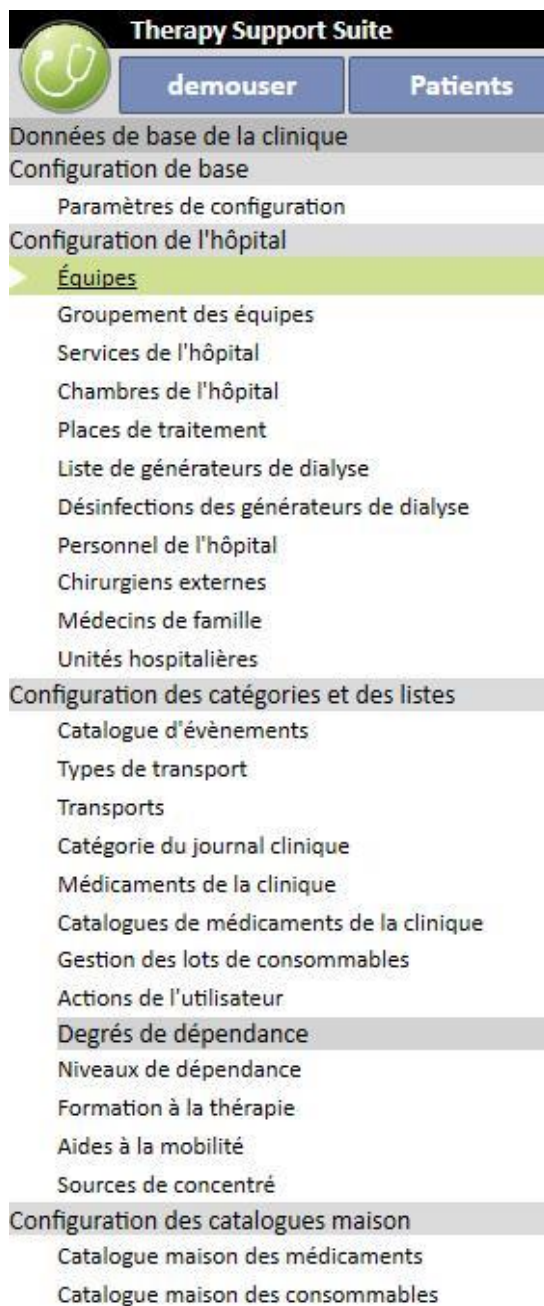 Therapy Support Suite
demouser Patients
Données de base de la clinique
Configuration de base
Paramètres de configuration
Configuration de l'hôpital
Équipes
Groupement des équipes
Services de l'hôpital
Chambres de l'hôpital
Places de traitement
Liste de générateurs de dialyse
Désinfections des générateurs de dialyse
Personnel de l'hôpital
Chirurgiens externes
Médecins de famille
Unités hospitalières
Configuration des catégories et des listes
Catalogue d'évènements
Types de transport
Transports
Catégorie du journal clinique
Médicaments de la clinique
Catalogues de médicaments de la clinique
Gestion des lots de consommables
Actions de l'utilisateur
Degrés de dépendance
Niveaux de dépendance
Formation à la thérapie
Aides à la mobilité
Sources de concentré
Configuration des catalogues maison
Catalogue maison des médicaments
Catalogue maison des consommables